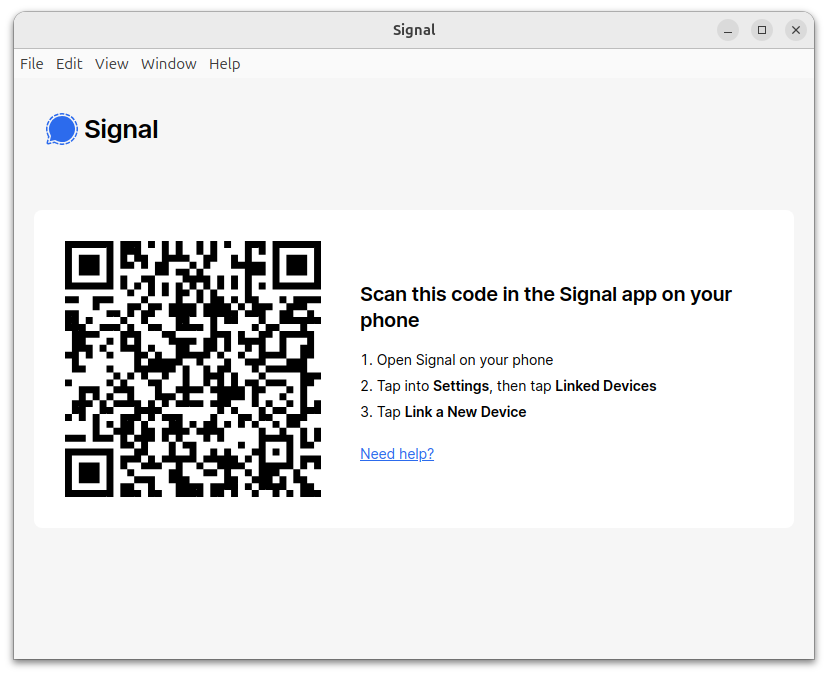 Signal
File Edit View Window Help
Signal
Scan this code in the Signal app on your
phone
1. Open Signal on your phone
2. Tap into Settings, then tap Linked Devices
3. Tap Link a New Device
Need help?